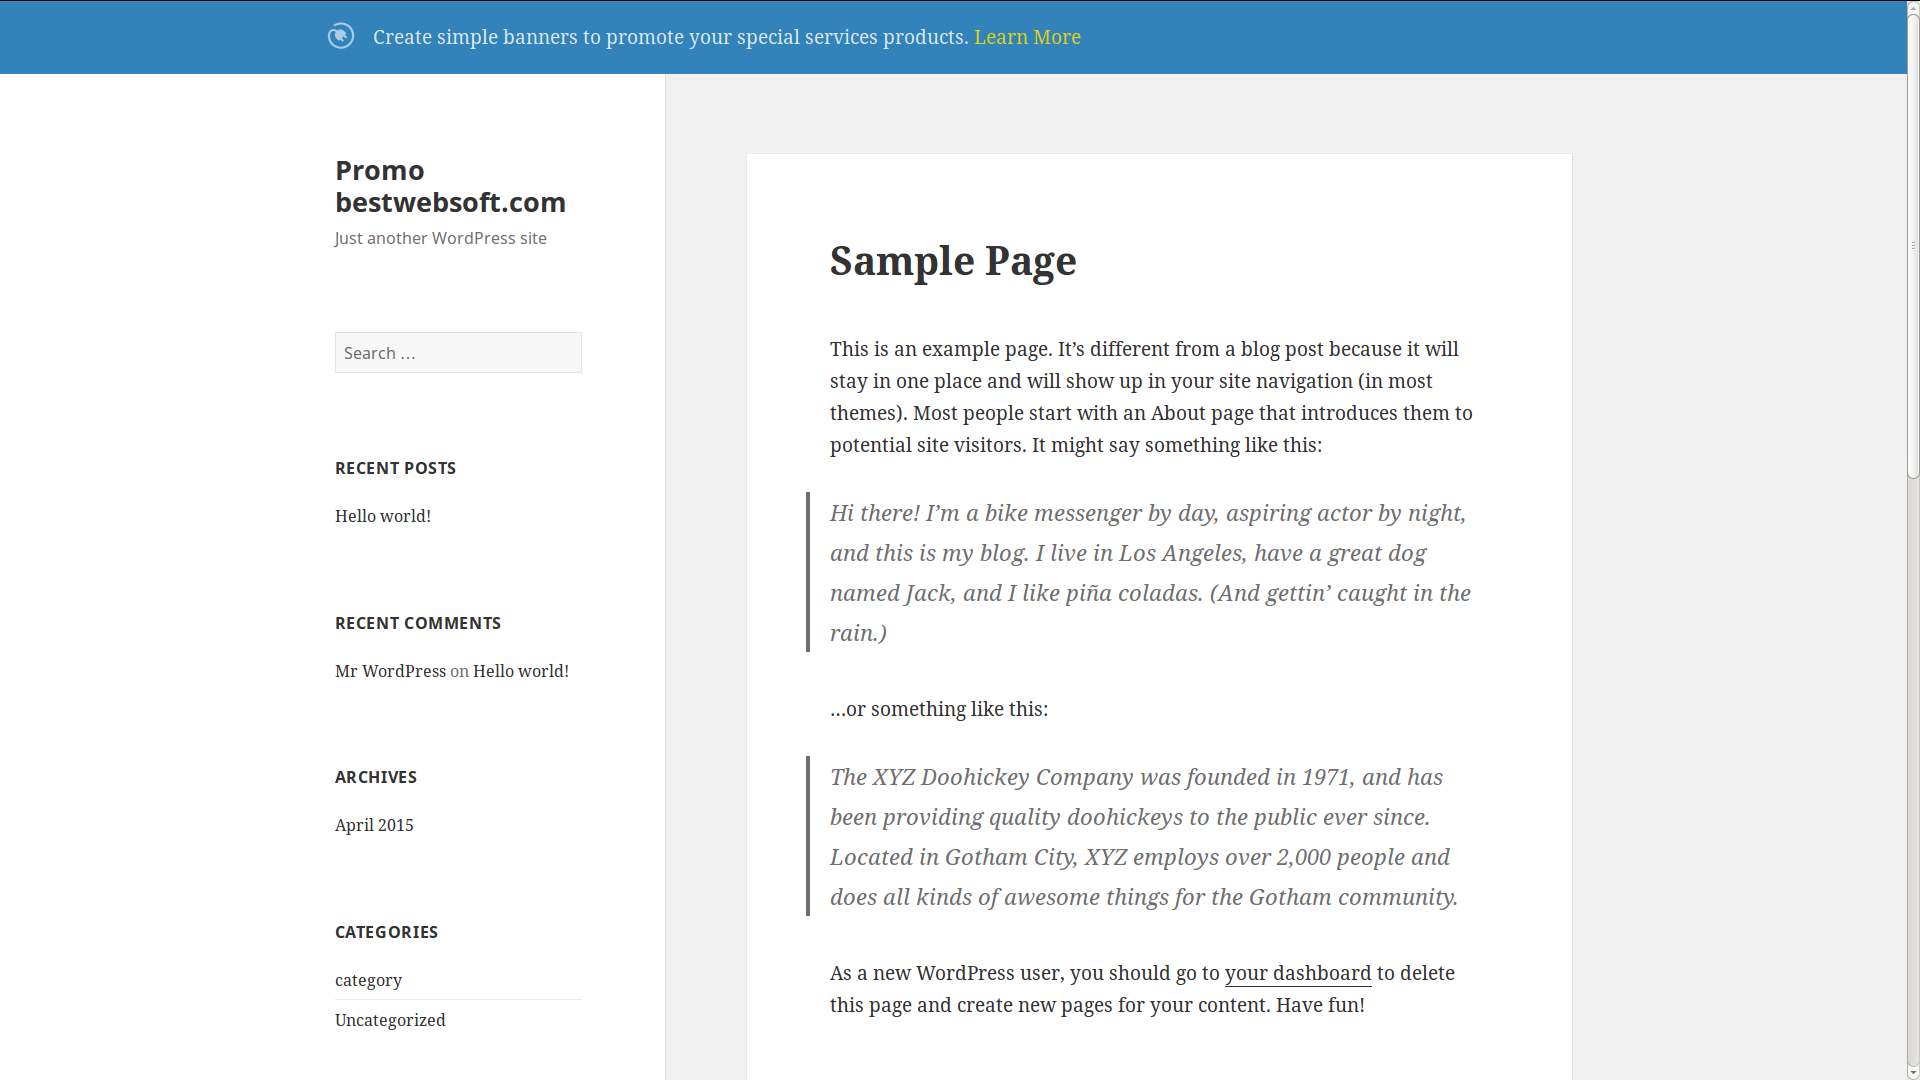 Create simple banners to promote your special services products. Learn More
Promo
bestwebsoft.com
Just another WordPress site
Search …
RECENT POSTS
Hello world!
RECENT COMMENTS
Mr WordPress on Hello world!
ARCHIVES
April 2015
CATEGORIES
category
Uncategorized
Sample Page
This is an example page. It’s different from a blog post because it will
stay in one place and will show up in your site navigation (in most
themes). Most people start with an About page that introduces them to
potential site visitors. It might say something like this:
Hi there! I’m a bike messenger by day, aspiring actor by night,
and this is my blog. I live in Los Angeles, have a great dog
named Jack, and I like piña coladas. (And gettin’ caught in the
rain.)
…or something like this:
The XYZ Doohickey Company was founded in 1971, and has
been providing quality doohickeys to the public ever since.
Located in Gotham City, XYZ employs over 2,000 people and
does all kinds of awesome things for the Gotham community.
As a new WordPress user, you should go to your dashboard to delete
this page and create new pages for your content. Have fun!